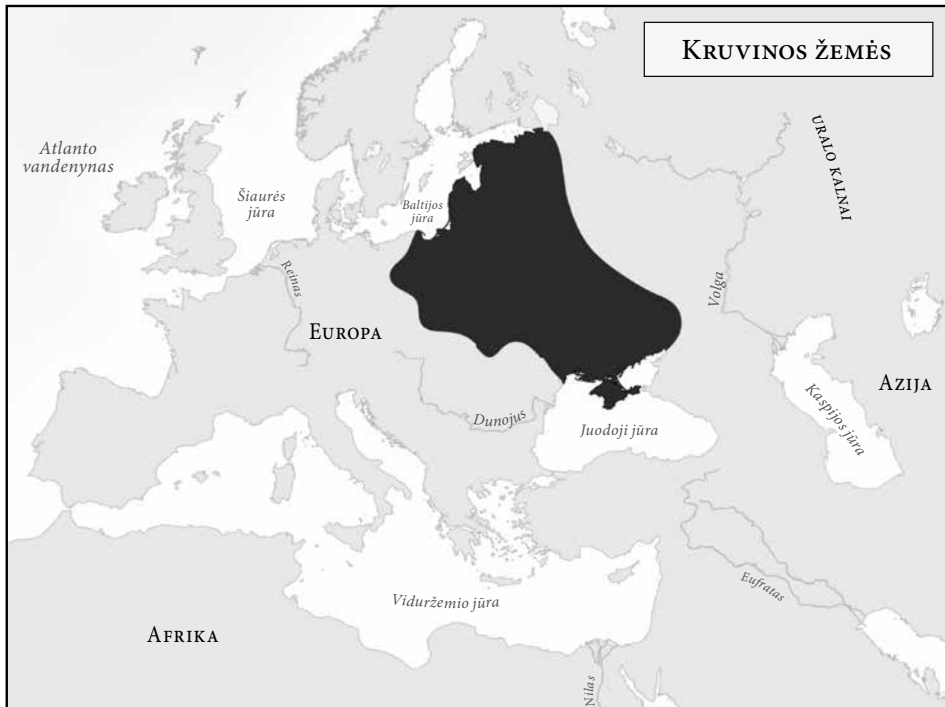 KRUVINOS ŽEMĖS
URALO KALNAI
Atlanto
vandenynas
Šiaurės
jūra
Baltijos
jūra
Reinas
Volga
EUROPA
AZIJA
Kaspijos jūra
Dunojus
Juodoji jūra
Eufratas
Viduržemio jūra
AFRIKA
Nilas